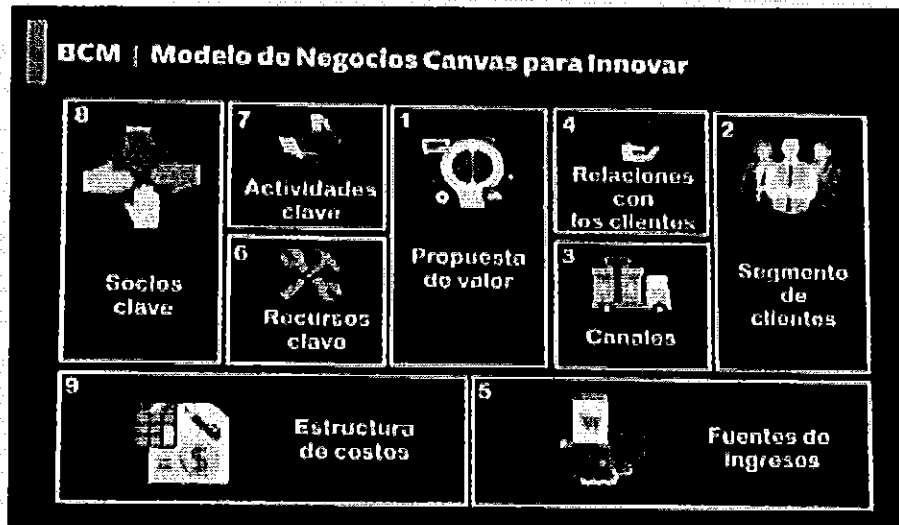 BCM | Modelo de Negocios Canvas para Innovar
8
Socios
clave
7
Actividades
clave
6
Recursos
clave
1
Propuesta
de valor
4
Relaciones
con
los clientes
3
Canales
2
Segmento
de
clientes
9
Estructura
de costos
$
5
Fuentes de
Ingresos